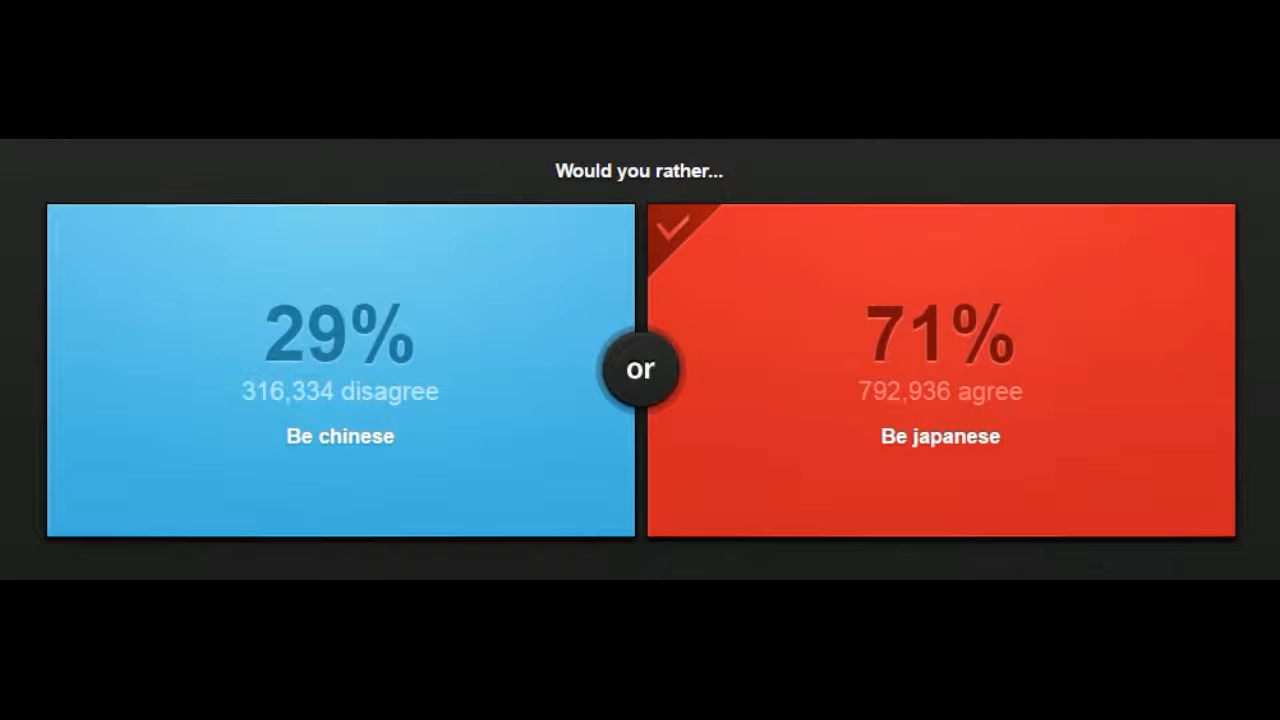 Would you rather...
29%
316,334 disagree
Be chinese
or
71%
792,936 agree
Be japanese